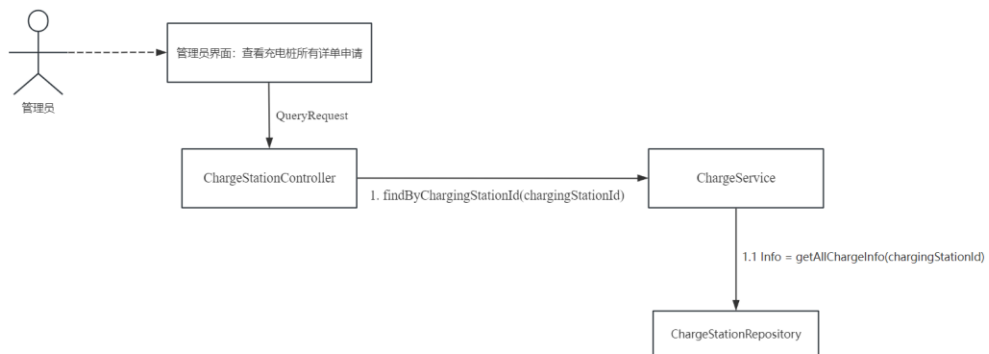 管理员界面：查看充电桩所有详单申请
管理员
QueryRequest
ChargeStationController
ChargeService
1. findByChargingStationId(chargingStationId)
1.1 Info = getAllChargeInfo(chargingStationId)
ChargeStationRepository